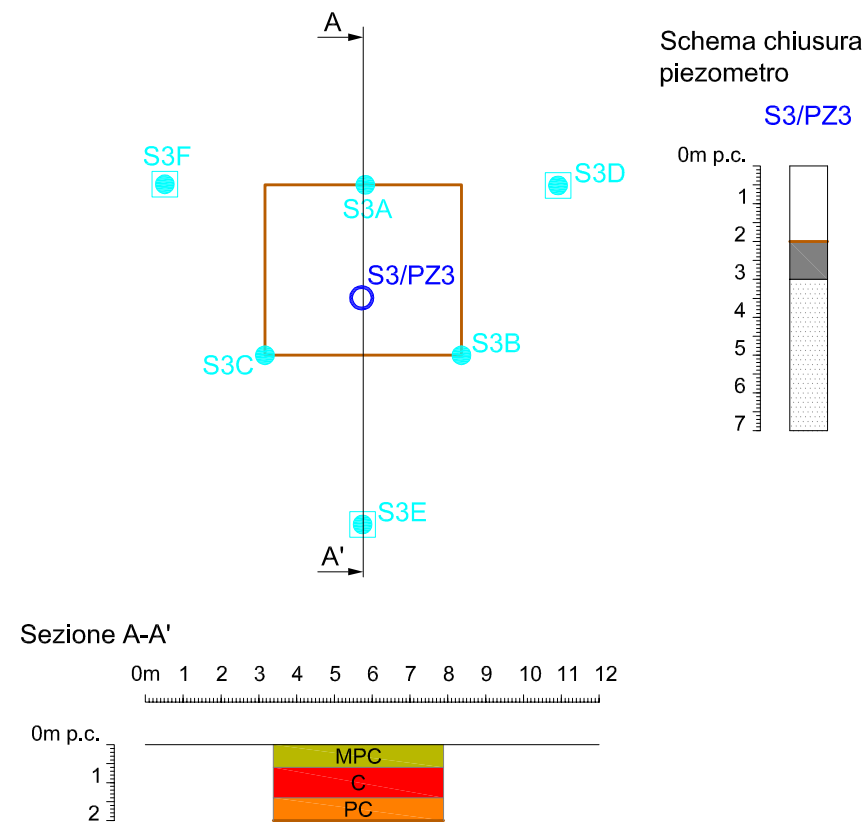 A
Schema chiusura
piezometro
S3/PZ3
0m p.c.
1
2
3
4
5
6
7
S3F
S3D
S3A
S3/PZ3
S3C
S3B
S3E
A'
Sezione A-A'
0m 1 2 3 4 5 6 7 8 9 10 11 12
0m p.c.
1
2
MPC
C
PC